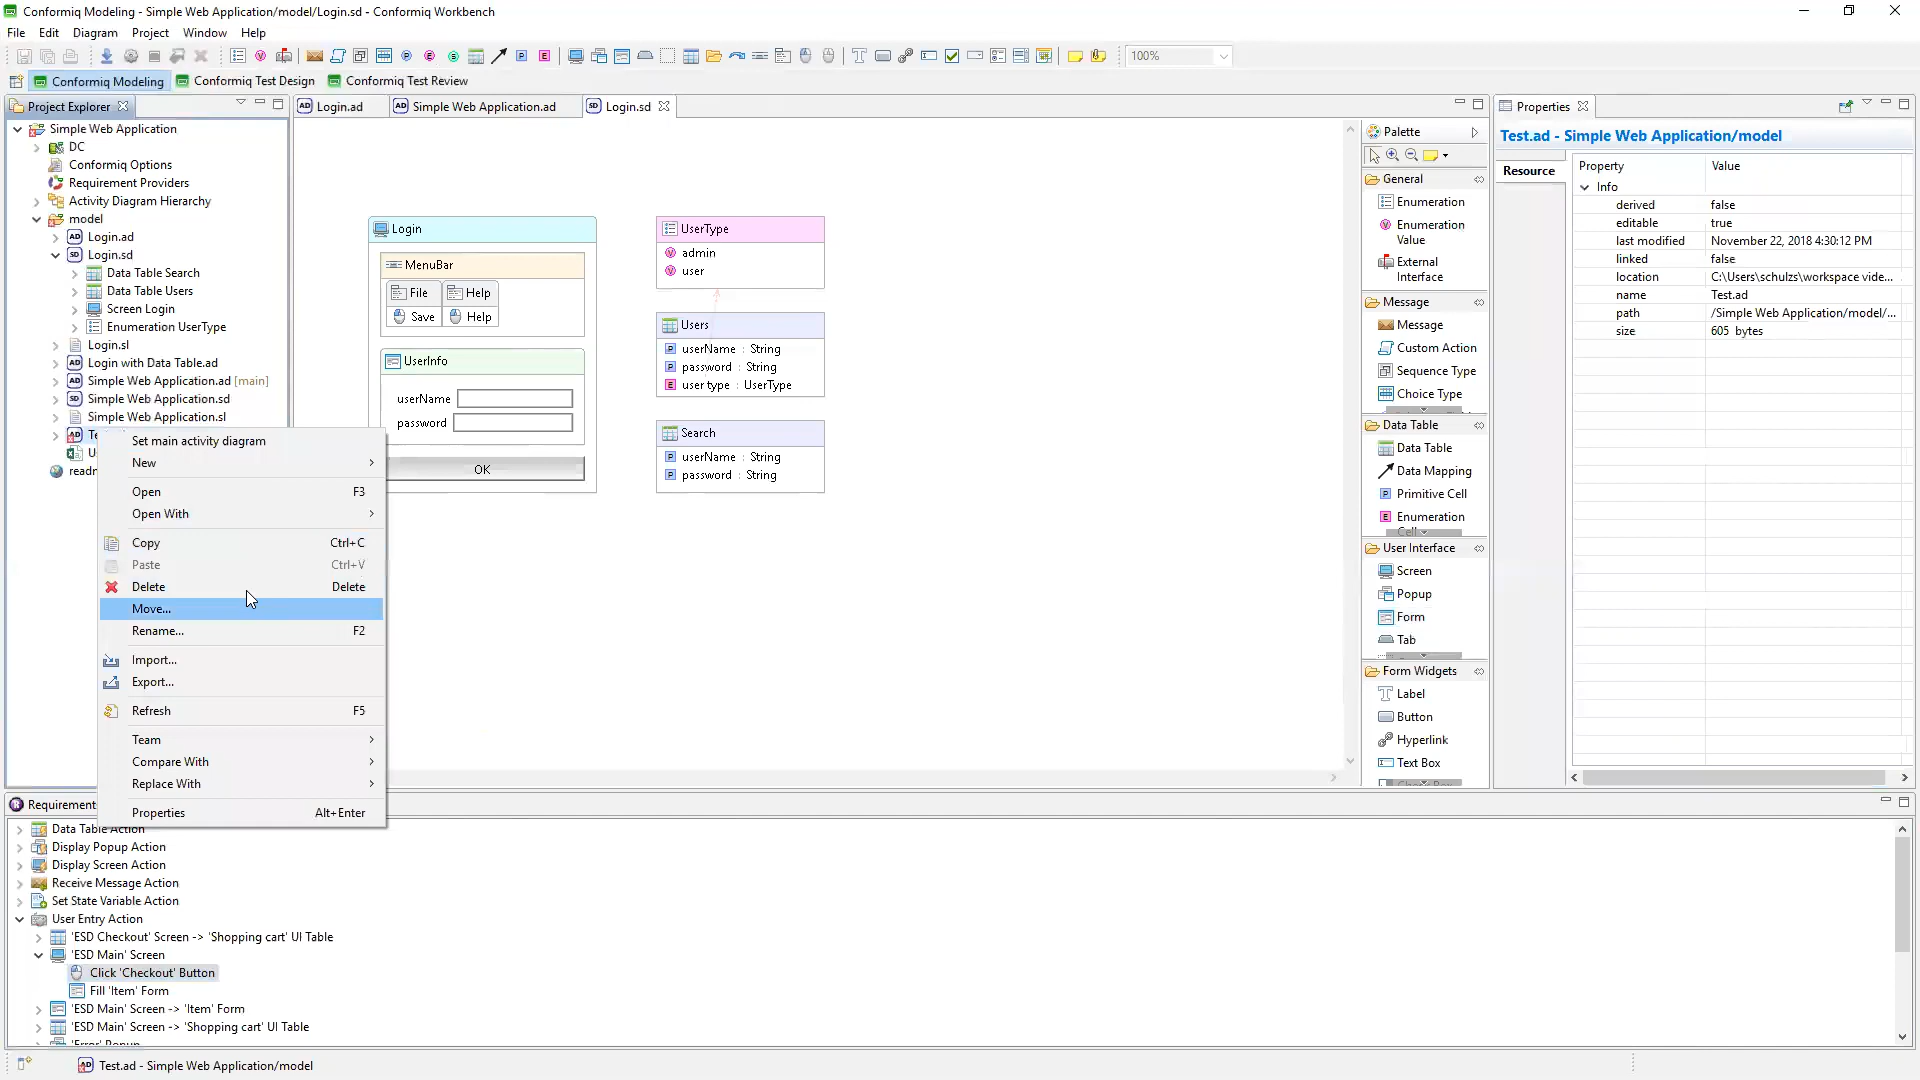 Conformiq Modeling - Simple Web Application/model/Login.sd - Conformiq Workbench
File Edit Diagram Project Window Help
100%
Conformiq Modeling Conformiq Test Design Conformiq Test Review
Project Explorer
Simple Web Application
DC
Conformiq Options
Requirement Providers
Activity Diagram Hierarchy
model
Login.ad
Login.sd
Data Table Search
Data Table Users
Screen Login
Enumeration UserType
Login.sl
Login with Data Table.ad
Simple Web Application.ad [main]
Simple Web Application.sd
Simple Web Application.sl
Set main activity diagram
New
Open F3
Open With
Copy Ctrl+C
Paste Ctrl+V
Delete Delete
Move...
Rename... F2
Import...
Export...
Refresh F5
Team
Compare With
Replace With
Properties Alt+Enter
Login.ad
Simple Web Application.ad
Login.sd
Login
MenuBar
File Help
Save Help
UserInfo
userName
password
OK
UserType
admin
user
Users
userName : String
password : String
user type : UserType
Search
userName : String
password : String
Palette
General
Enumeration
Enumeration
Value
External
Interface
Message
Message
Custom Action
Sequence Type
Choice Type
Data Table
Data Table
Data Mapping
Primitive Cell
Enumeration
Cell
User Interface
Screen
Popup
Form
Tab
Form Widgets
Label
Button
Hyperlink
Text Box
Properties
Test.ad - Simple Web Application/model
Resource
Property Value
Info
derived false
editable true
last modified November 22, 2018 4:30:12 PM
linked false
location C:\Users\schulzs\workspace vide...
name Test.ad
path /Simple Web Application/model/...
size 605 bytes
Requirement
Data Table Action
Display Popup Action
Display Screen Action
Receive Message Action
Set State Variable Action
User Entry Action
'ESD Checkout' Screen -> 'Shopping cart' UI Table
'ESD Main' Screen
Click 'Checkout' Button
Fill 'Item' Form
'ESD Main' Screen -> 'Item' Form
'ESD Main' Screen -> 'Shopping cart' UI Table
'Error' Popup
Test.ad - Simple Web Application/model